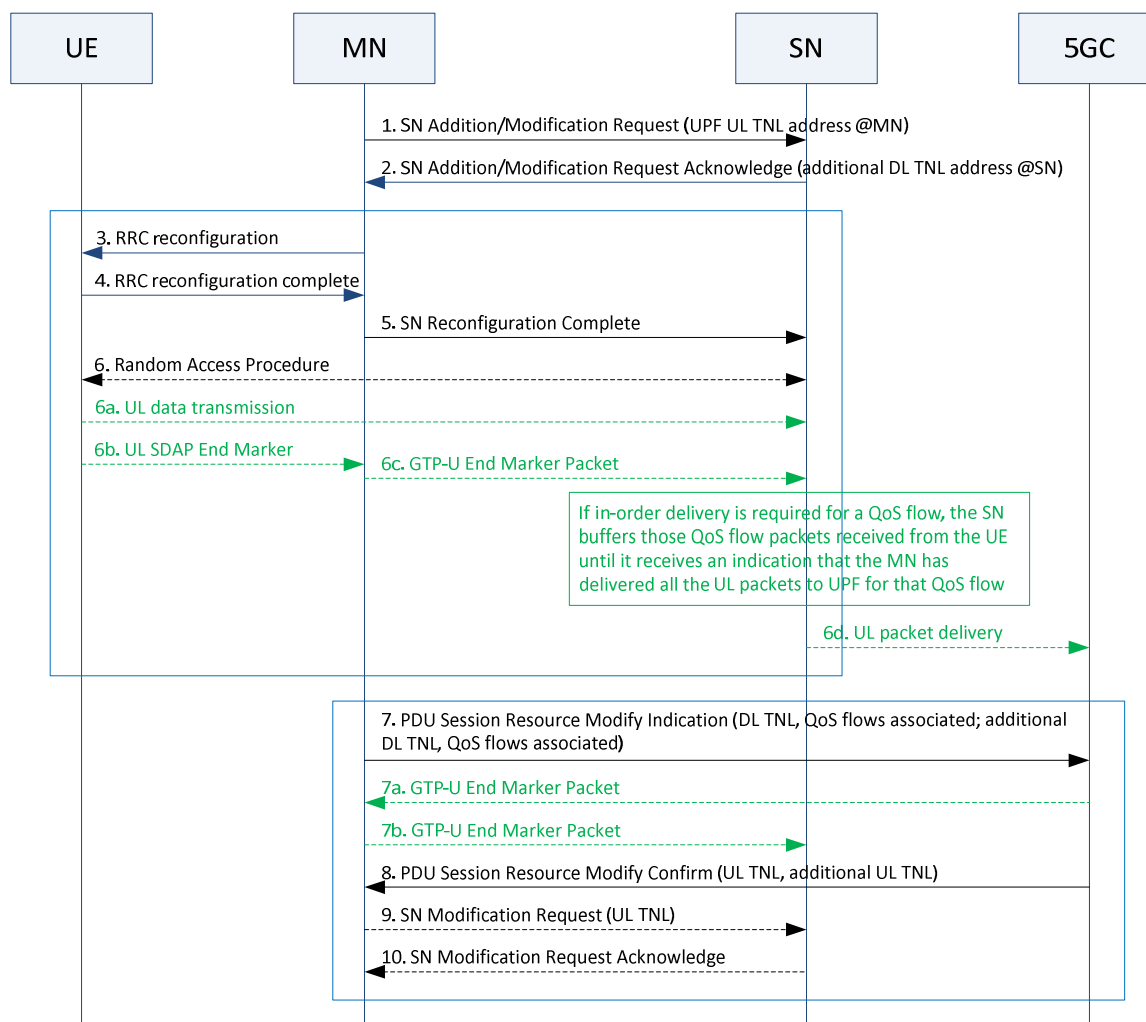 UE
MN
SN
5GC
1. SN Addition/Modification Request (UPF UL TNL address @MN)
2. SN Addition/Modification Request Acknowledge (additional DL TNL address @SN)
3. RRC reconfiguration
4. RRC reconfiguration complete
5. SN Reconfiguration Complete
6. Random Access Procedure
6a. UL data transmission
6b. UL SDAP End Marker
6c. GTP-U End Marker Packet
If in-order delivery is required for a QoS flow, the SN
buffers those QoS flow packets received from the UE
until it receives an indication that the MN has
delivered all the UL packets to UPF for that QoS flow
6d. UL packet delivery
7. PDU Session Resource Modify Indication (DL TNL, QoS flows associated; additional
DL TNL, QoS flows associated)
7a. GTP-U End Marker Packet
7b. GTP-U End Marker Packet
8. PDU Session Resource Modify Confirm (UL TNL, additional UL TNL)
9. SN Modification Request (UL TNL)
10. SN Modification Request Acknowledge